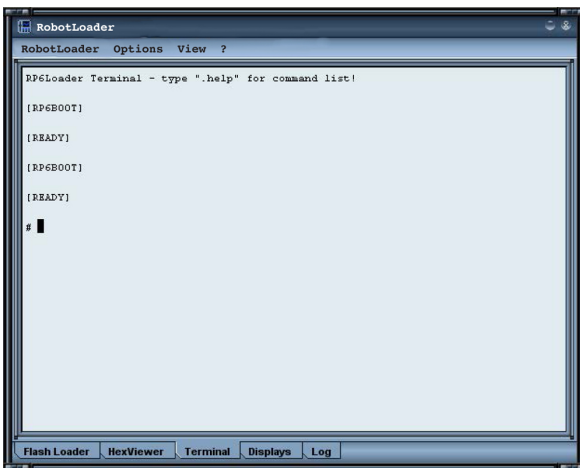 RobotLoader
RobotLoader Options View ?
RP6Loader Terminal - type ".help" for command list!
[RP6BOOT]
[READY]
[RP6BOOT]
[READY]
#
Flash Loader HexViewer Terminal Displays Log